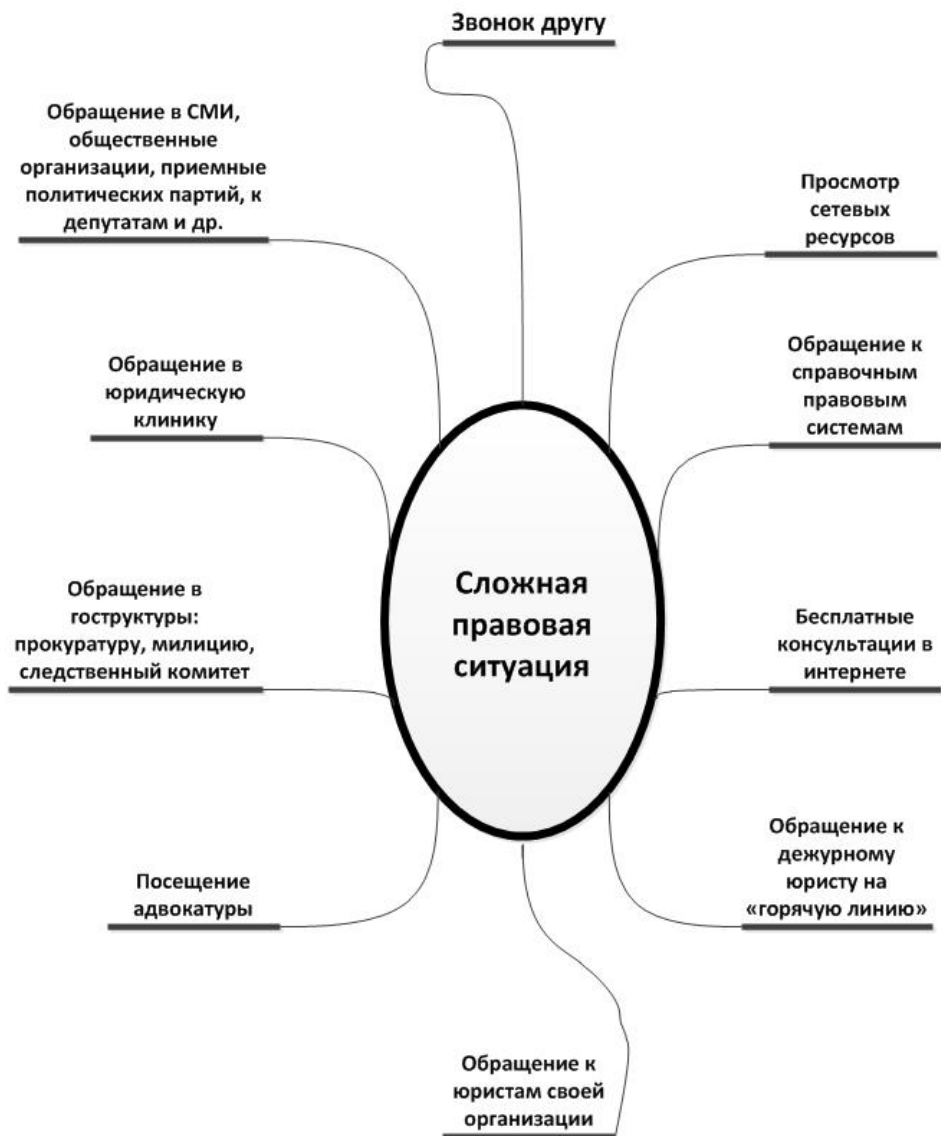 Звонок другу
Обращение в СМИ,
общественные
организации, приемные
политических партий, к
депутатам и др.
Просмотр
сетевых
ресурсов
Обращение в
юридическую
клинику
Обращение к
справочным
правовым
системам
Сложная
правовая
ситуация
Обращение в
гоструктуры:
прокуратуру, милицию,
следственный комитет
Бесплатные
консультации в
интернете
Посещение
адвокатуры
Обращение к
дежурному
юристу на
«горячую линию»
Обращение к
юристам своей
организации